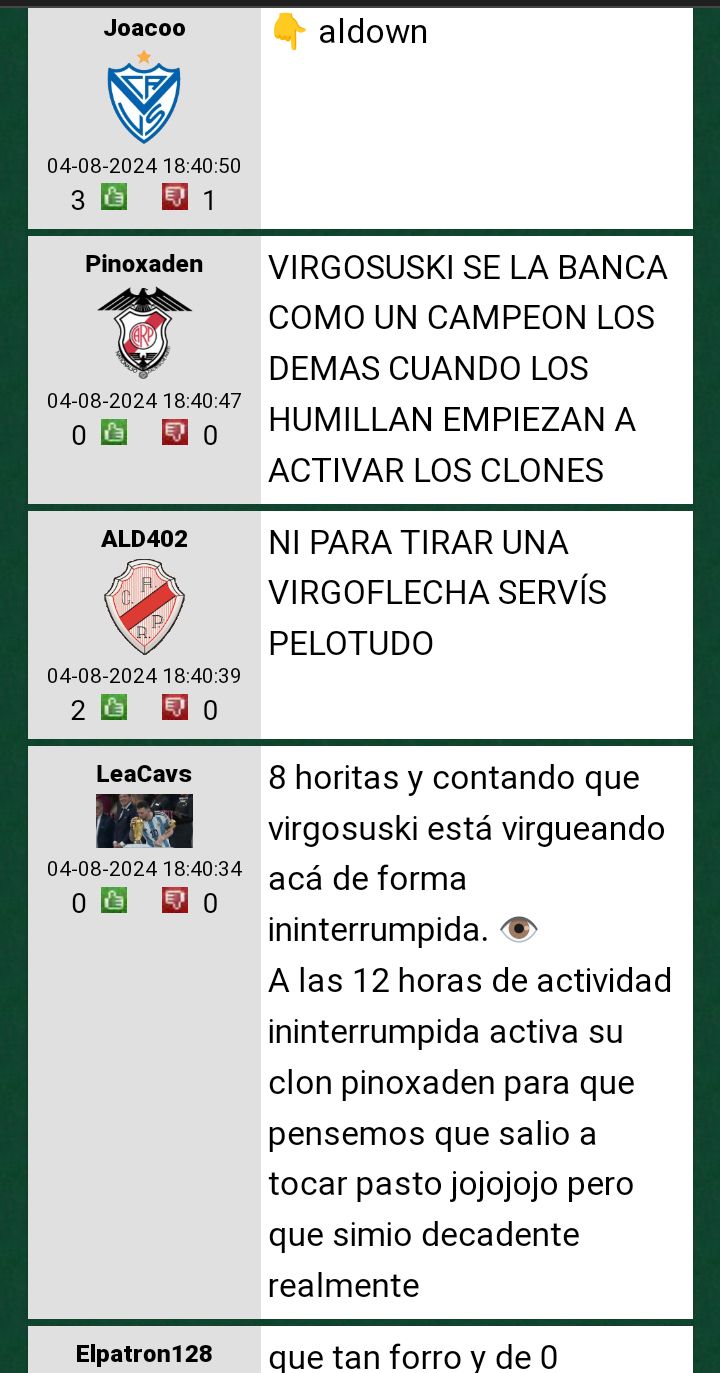 Joacoo
👇 aldown
04-08-2024 18:40:50
3 1
Pinoxaden
VIRGOSUSKI SE LA BANCA
COMO UN CAMPEON LOS
DEMAS CUANDO LOS
HUMILLAN EMPIEZAN A
ACTIVAR LOS CLONES
04-08-2024 18:40:47
0 0
ALD402
NI PARA TIRAR UNA
VIRGOFLECHA SERVÍS
PELOTUDO
C.A.
R.P.
04-08-2024 18:40:39
2 0
LeaCavs
8 horitas y contando que
virgosuski está virgueando
acá de forma
ininterrumpida. 👁️
A las 12 horas de actividad
ininterrumpida activa su
clon pinoxaden para que
pensemos que salio a
tocar pasto jojojojo pero
que simio decadente
realmente
04-08-2024 18:40:34
0 0
Elpatron128
que tan forro y de 0